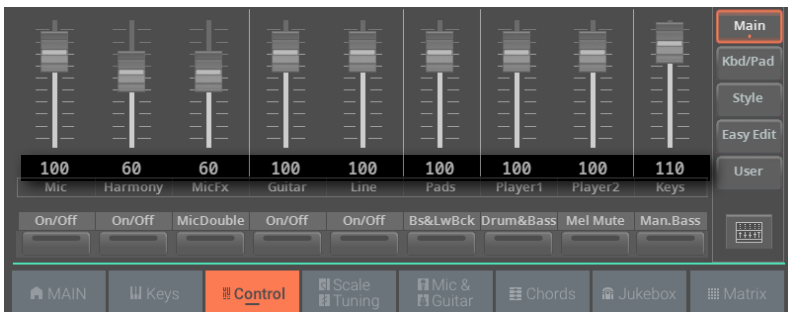 Main
Kbd/Pad
Style
Easy Edit
User
100 60 60 100 100 100 100 100 110
Mic Harmony MicFx Guitar Line Pads Player1 Player2 Keys
On/Off On/Off MicDouble On/Off On/Off Bs&LwBck Drum&Bass Mel Mute Man.Bass
MAIN Keys Control Scale Tuning Mic & Guitar Chords Jukebox Matrix